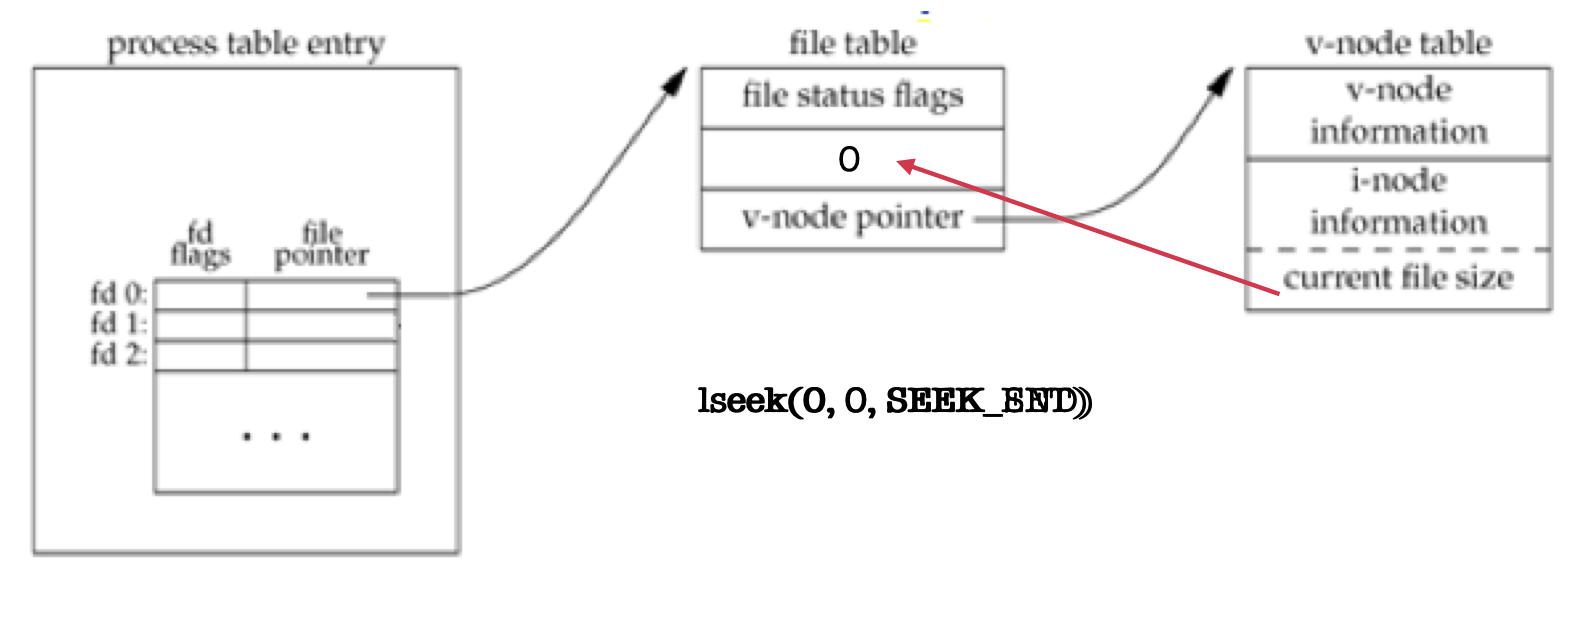 process table entry
file table
v-node table
file status flags
0
v-node pointer
v-node
information
i-node
information
current file size
fd
flags
file
pointer
fd 0:
fd 1:
fd 2:
. . .
lseek(0, 0,